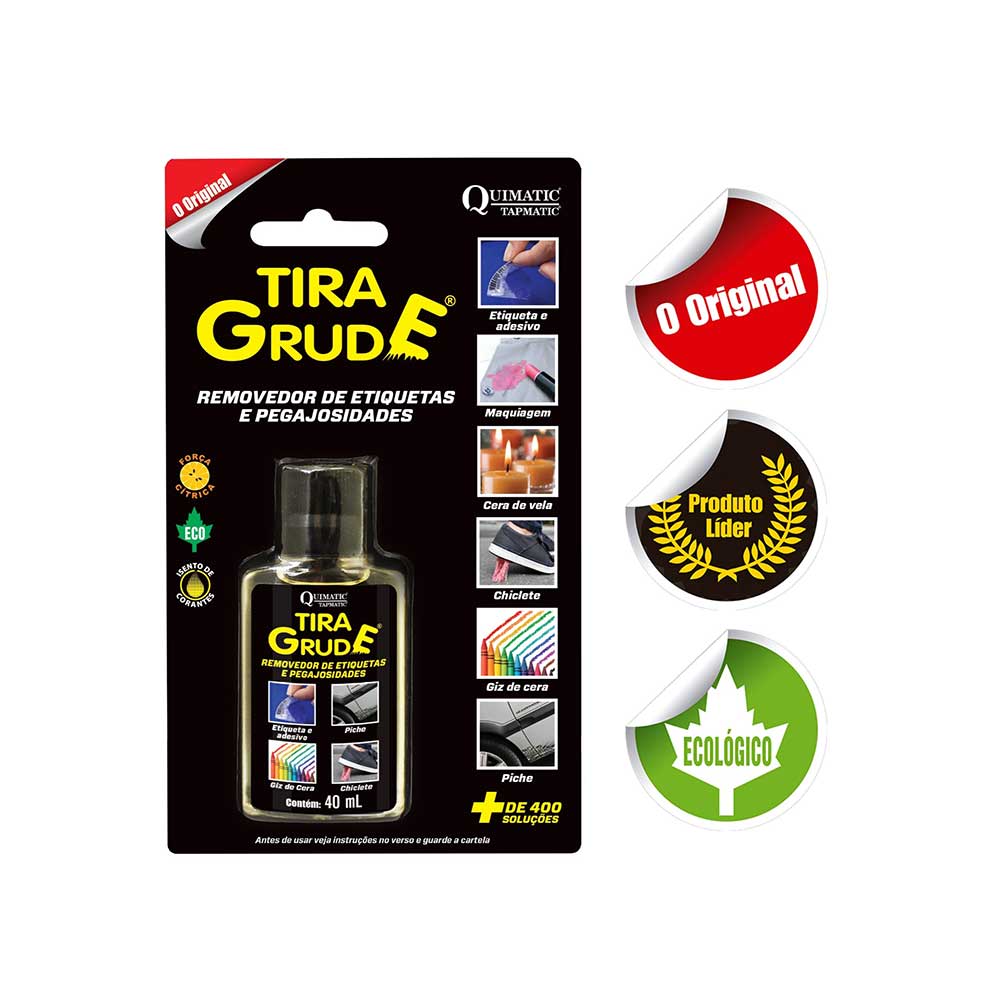 O Original
QUIMATIC®
TAPMATIC®
TIRA
GRUDE®
REMOVEDOR DE ETIQUETAS
E PEGAJOSIDADES
FORÇA
CÍTRICA
ECO
ISENTO DE
CORANTES
Etiqueta e
adesivo
Maquiagem
Cera de vela
Chiclete
Giz de cera
Piche
+ DE 400
SOLUÇÕES
QUIMATIC
TAPMATIC®
TIRA
GRUDE®
REMOVEDOR DE ETIQUETAS
E PEGAJOSIDADES
Etiqueta e
adesivo
Piche
Giz de Cera
Chiclete
Contém: 40 mL
Antes de usar veja instruções no verso e guarde a cartela
O Original
Produto
Líder
ECOLÓGICO